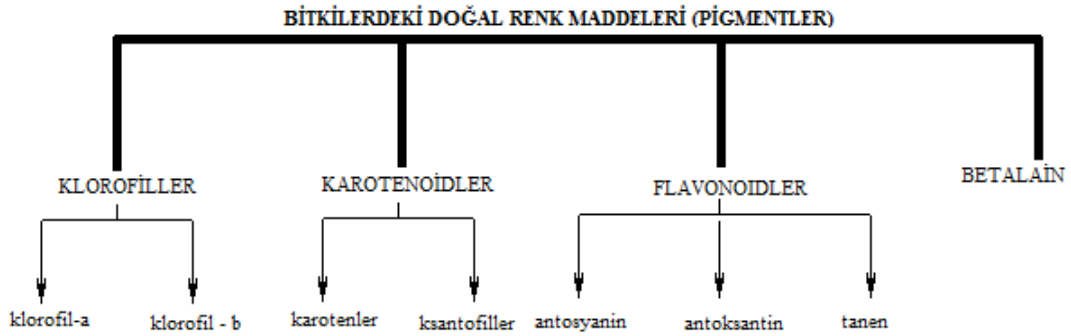 BİTKİLERDEKİ DOĞAL RENK MADDELERİ (PİGMENTLER)
KLOROFİLLER
KAROTENOİDLER
FLAVONOIDLER
BETALAİN
klorofil-a
klorofil - b
karotenler
ksantofiller
antosyanin
antoksantin
tanen